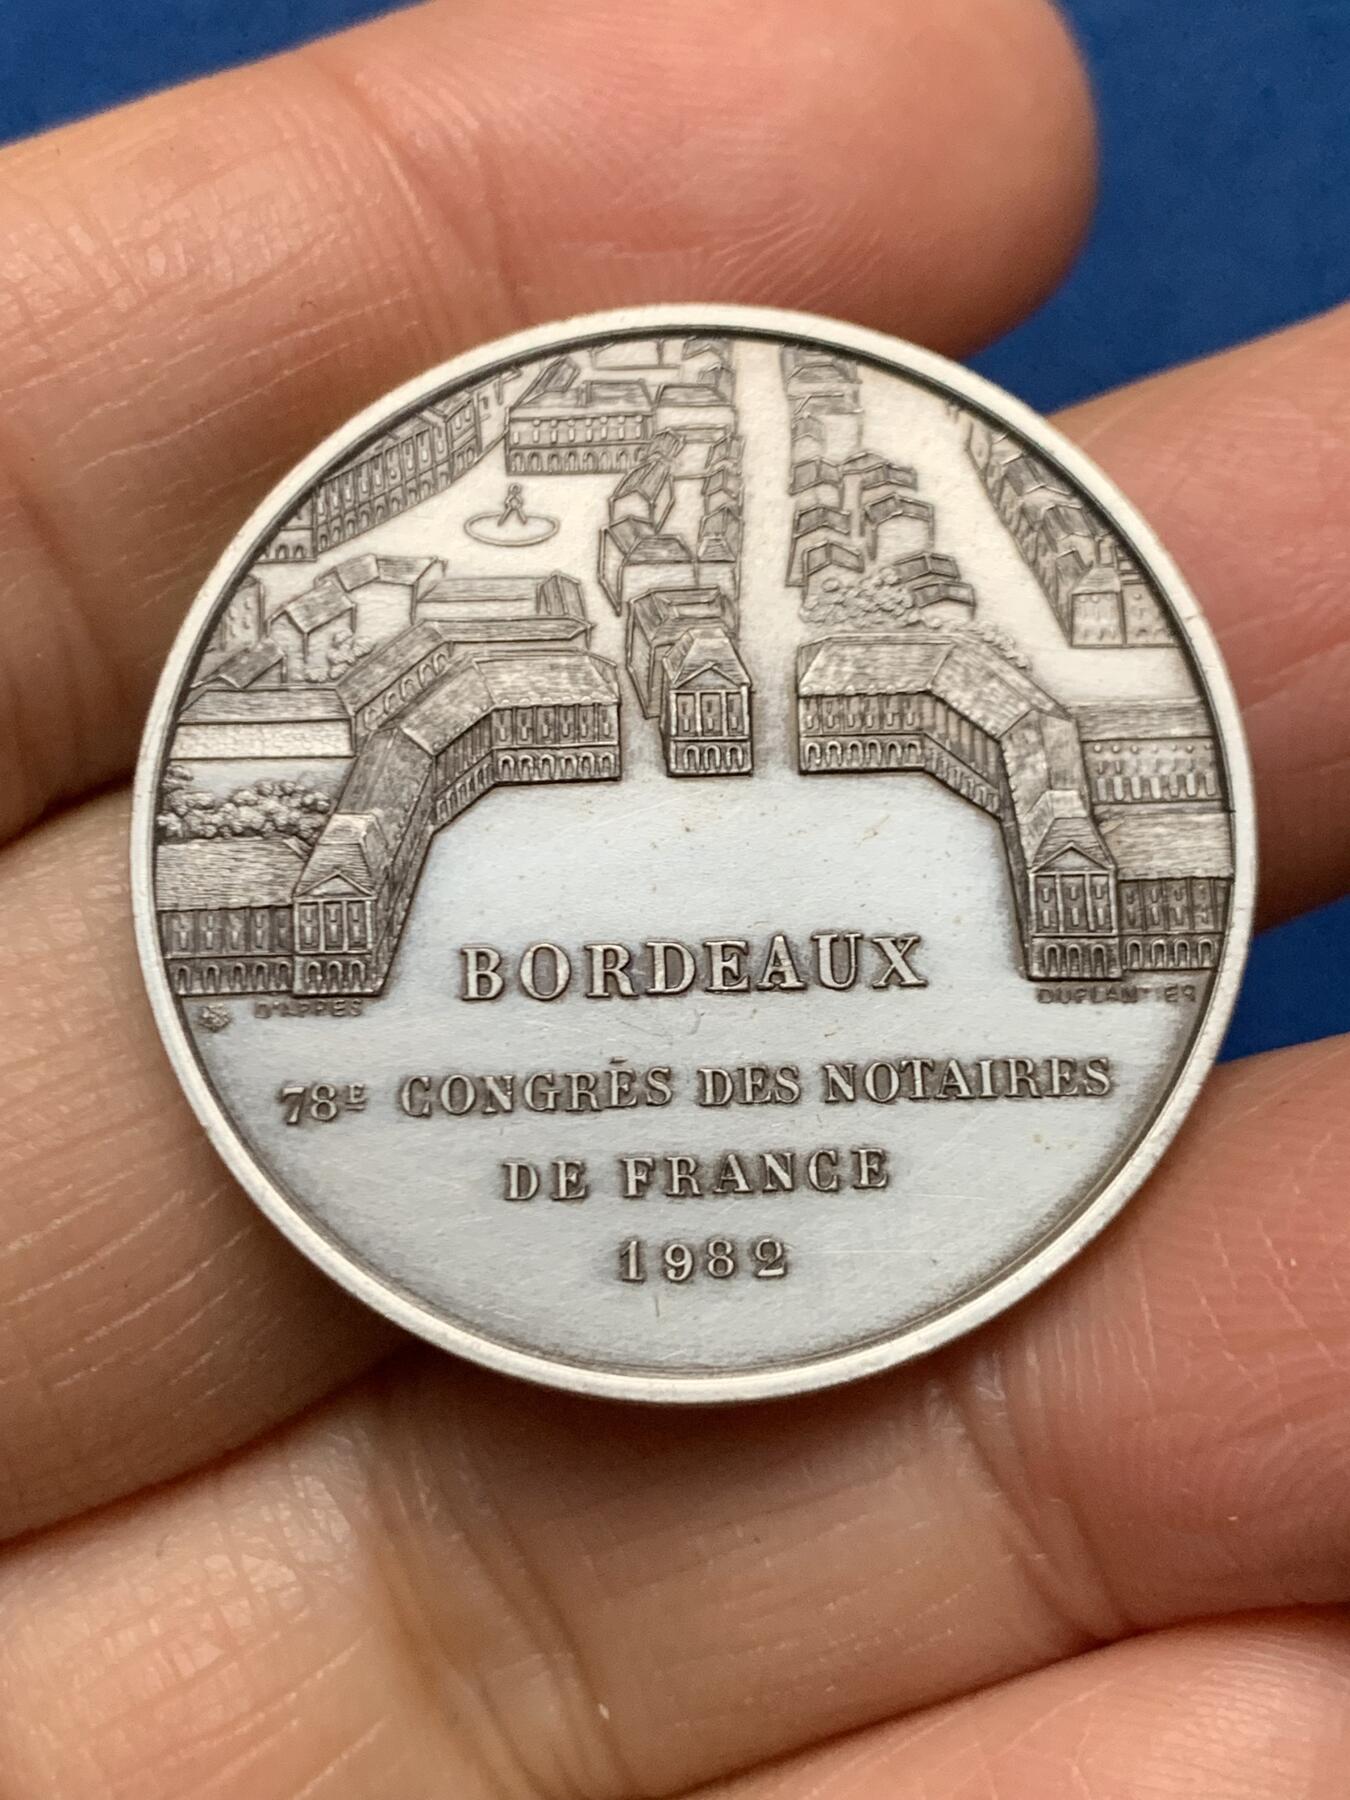 D'APRES DUPLANTIER
BORDEAUX
78E CONGRÈS DES NOTAIRES
DE FRANCE
1982